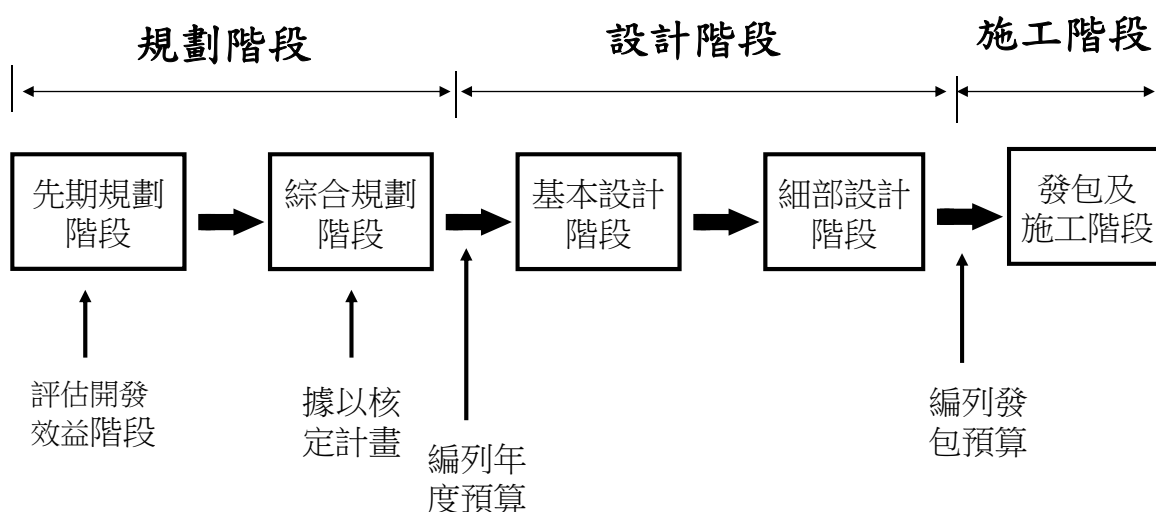 規劃階段
設計階段
施工階段
先期規劃
階段
綜合規劃
階段
基本設計
階段
細部設計
階段
發包及
施工階段
評估開發
效益階段
據以核
定計畫
編列年
度預算
編列發
包預算